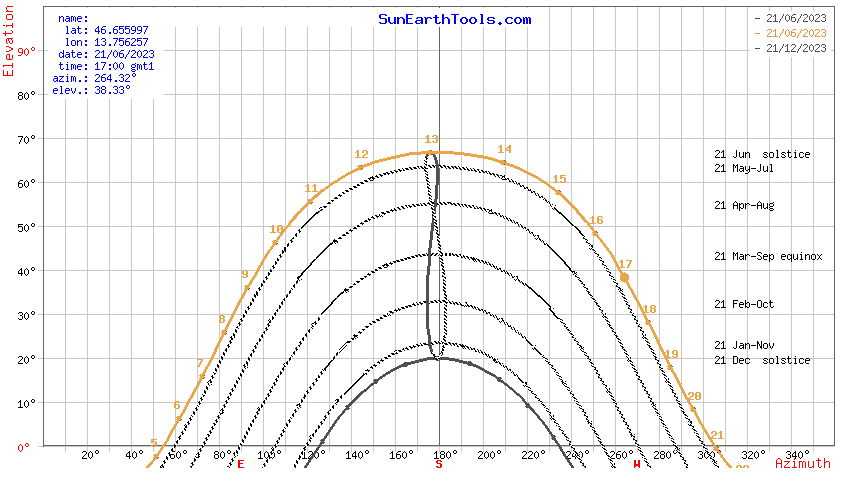 SunEarthTools.com
name:
lat: 46.655997
lon: 13.756257
date: 21/06/2023
time: 17:00 gmt1
azim.: 264.32°
elev.: 38.33°
— 21/06/2023
— 21/06/2023
— 21/12/2023
Elevation
90°
80°
70°
60°
50°
40°
30°
20°
10°
0°
5
6
7
8
9
10
11
12
13
14
15
16
17
18
19
20
21
21 Jun solstice
21 May-Jul
21 Apr-Aug
21 Mar-Sep equinox
21 Feb-Oct
21 Jan-Nov
21 Dec solstice
20° 40° 60° 80° 100° 120° 140° 160° 180° 200° 220° 240° 260° 280° 300° 320° 340°
E S W Azimuth